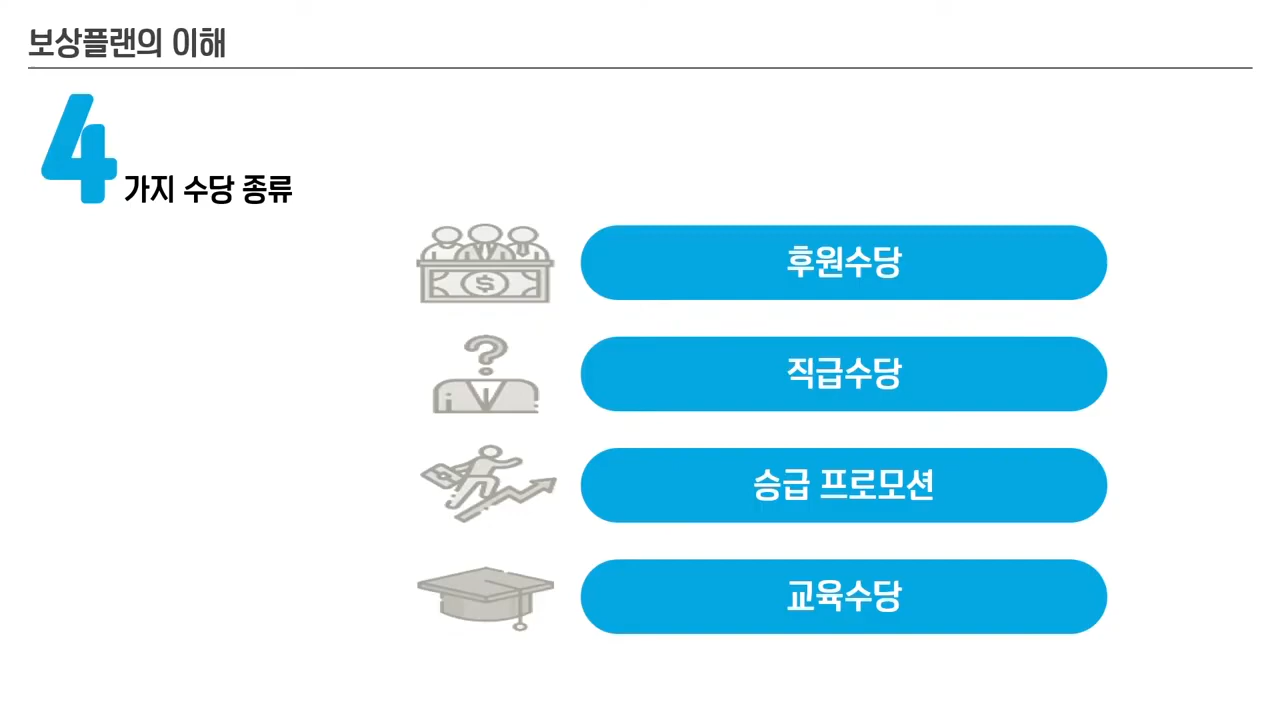 보상플랜의 이해
4가지 수당 종류
후원수당
직급수당
승급 프로모션
교육수당